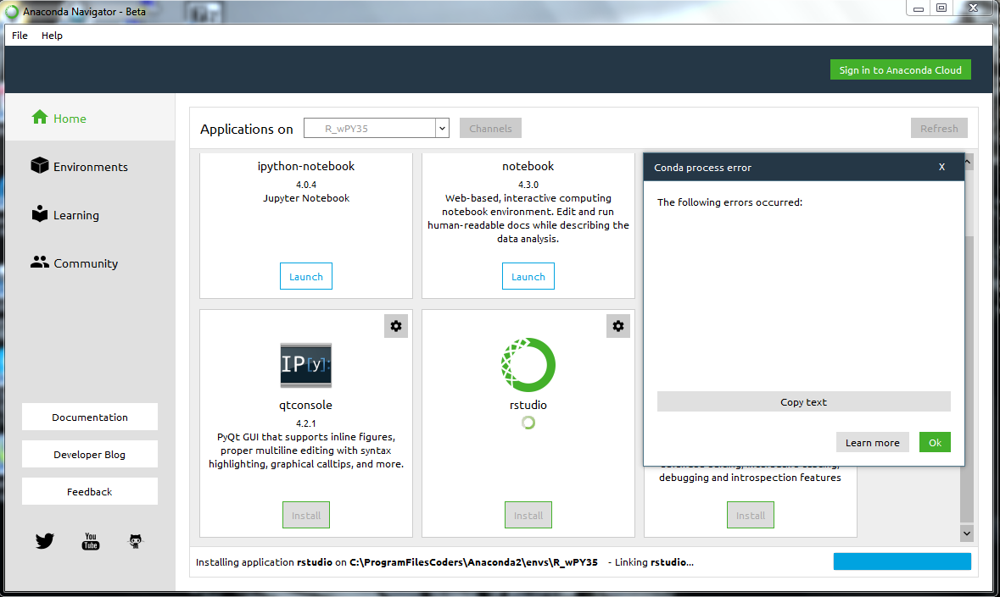 Anaconda Navigator - Beta
File Help
Sign in to Anaconda Cloud
Home
Environments
Learning
Community
Documentation
Developer Blog
Feedback
You
Tube
Applications on R_wPY35 Channels Refresh
ipython-notebook
4.0.4
Jupyter Notebook
Launch
notebook
4.3.0
Web-based, interactive computing
notebook environment. Edit and run
human-readable docs while describing the
data analysis.
Launch
IP[y]:
qtconsole
4.2.1
PyQt GUI that supports inline figures,
proper multiline editing with syntax
highlighting, graphical calltips, and more.
Install
rstudio
Install
debugging and introspection features
Install
Conda process error X
The following errors occurred:
Copy text
Learn more Ok
Installing application rstudio on C:\ProgramFilesCoders\Anaconda2\envs\R_wPY35 - Linking rstudio...